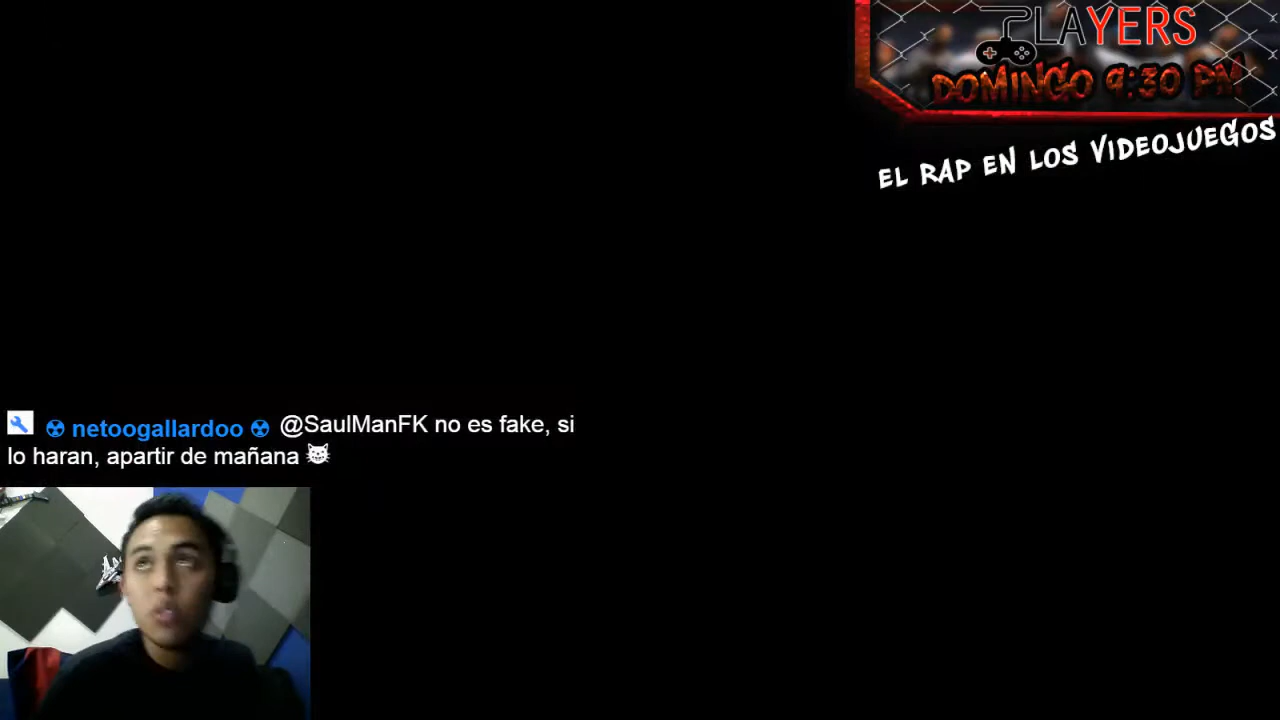 PLAYERS
DOMINGO 9:30 PM
EL RAP EN LOS VIDEOJUEGOS
☢ netoogallardoo ☢ @SaulManFK no es fake, si
lo haran, apartir de mañana 😸